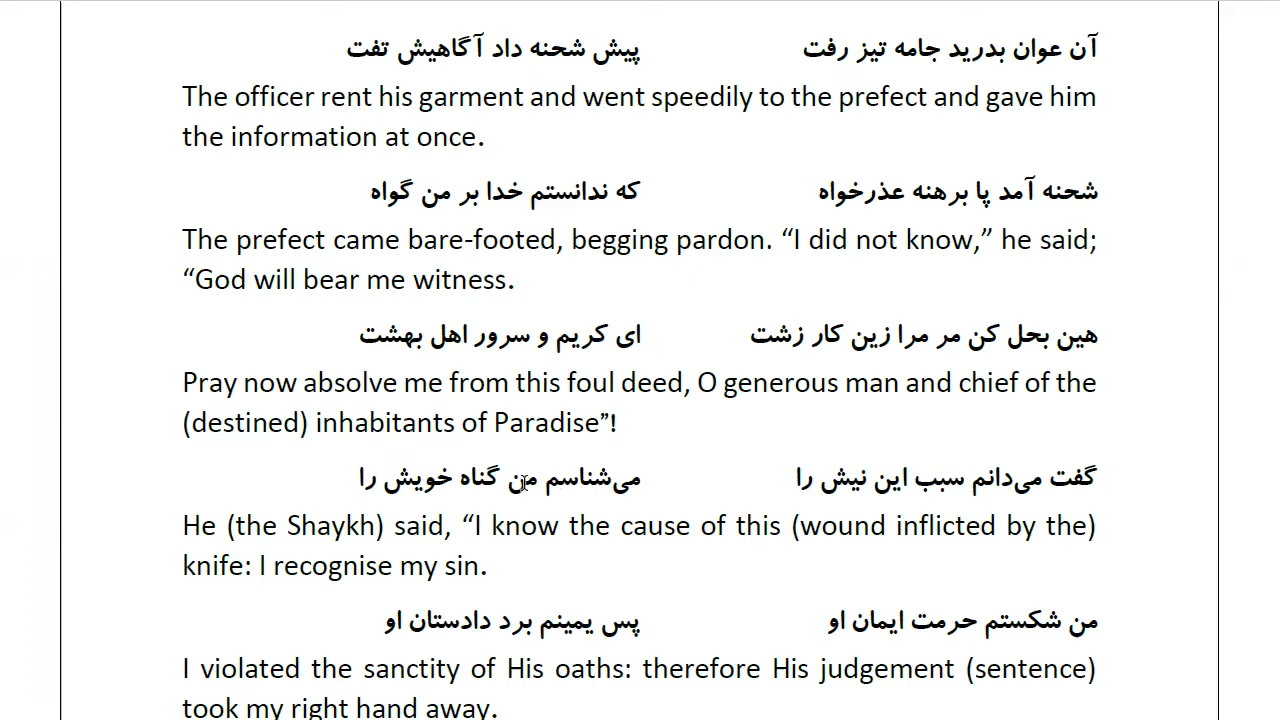 آن عوان بدرید جامه تیز رفت پیش شحنه داد آگاهیش تفت
The officer rent his garment and went speedily to the prefect and gave him
the information at once.
شحنه آمد پا برهنه عذرخواه که ندانستم خدا بر من گواه
The prefect came bare-footed, begging pardon. “I did not know,” he said;
“God will bear me witness.
هین بحل کن مر مرا زین کار زشت ای کریم و سرور اهل بهشت
Pray now absolve me from this foul deed, O generous man and chief of the
(destined) inhabitants of Paradise”!
گفت می‌دانم سبب این نیش را می‌شناسم من گناه خویش را
He (the Shaykh) said, “I know the cause of this (wound inflicted by the)
knife: I recognise my sin.
من شکستم حرمت ایمان او پس یمینم برد دادستان او
I violated the sanctity of His oaths: therefore His judgement (sentence)
took my right hand away.